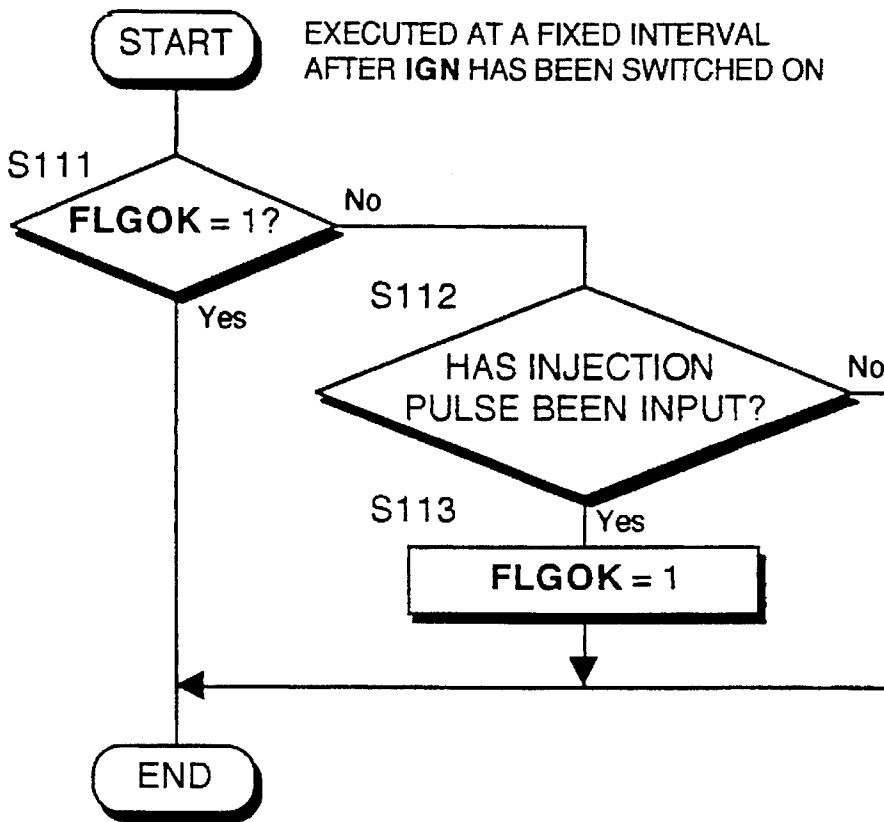 START
EXECUTED AT A FIXED INTERVAL
AFTER IGN HAS BEEN SWITCHED ON
S111
FLGOK = 1?
No
Yes
S112
HAS INJECTION
PULSE BEEN INPUT?
No
S113
Yes
FLGOK = 1
END